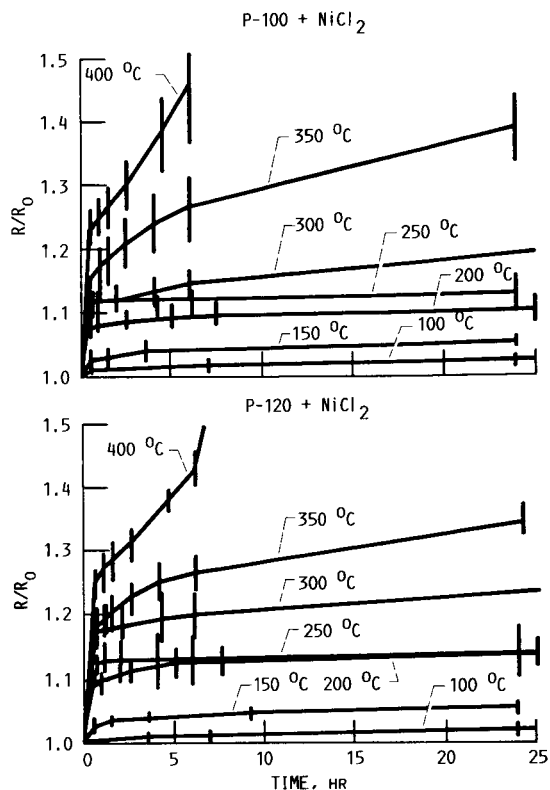 P-100 + NiCl2
400 °C
1.5
350 °C
1.4
R/R0
1.3
300 °C
250 °C
1.2
200 °C
1.1
150 °C
100 °C
1.0
P-120 + NiCl2
1.5
400 °C
1.4
350 °C
R/R0
1.3
300 °C
1.2
250 °C
1.1
150 °C 200 °C 100 °C
1.0
0 5 10 15 20 25
TIME, HR